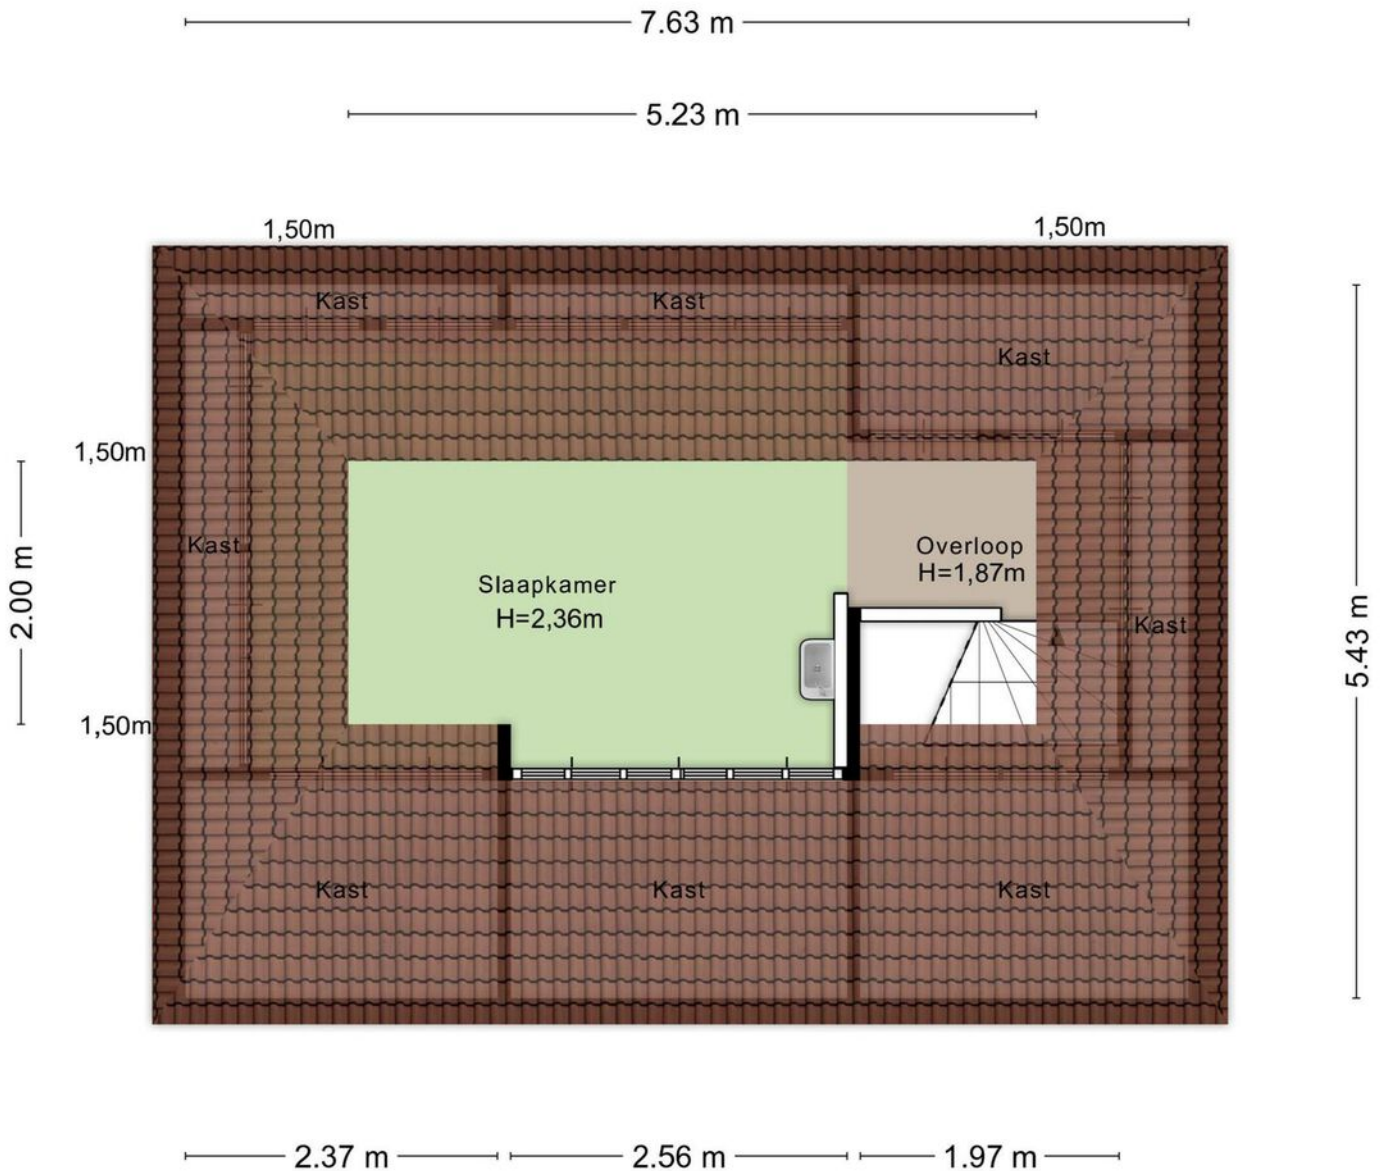 7.63 m
5.23 m
1,50m
1,50m
Kast
Kast
Kast
1,50m
Kast
Overloop
H=1,87m
Slaapkamer
H=2,36m
2.00 m
Kast
5.43 m
1,50m
Kast
Kast
Kast
2.37 m
2.56 m
1.97 m